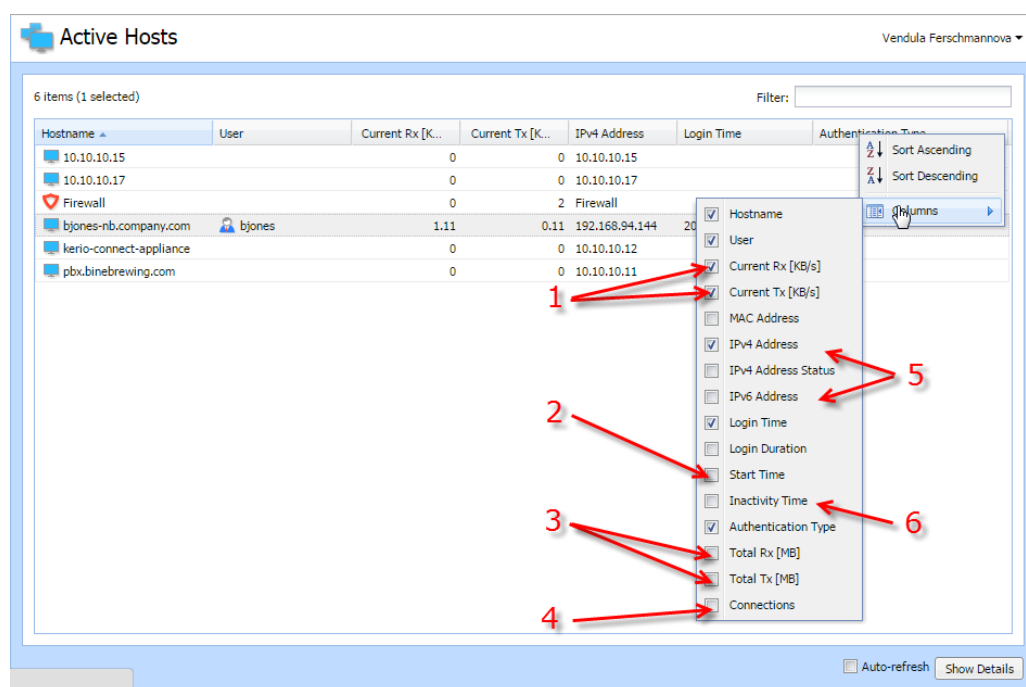 Active Hosts
Vendula Ferschmannova
6 items (1 selected)
Filter:
Hostname User Current Rx [K... Current Tx [K... IPv4 Address Login Time Authentication Type
10.10.10.15 0 0 10.10.10.15
10.10.10.17 0 0 10.10.10.17
Firewall 0 2 Firewall
bjones-nb.company.com bjones 1.11 0.11 192.168.94.144 20
kerio-connect-appliance 0 0 10.10.10.12
pbx.binebrewing.com 0 0 10.10.10.11
Sort Ascending
Sort Descending
Columns
Hostname
User
Current Rx [KB/s]
1
Current Tx [KB/s]
MAC Address
IPv4 Address
IPv4 Address Status
5
IPv6 Address
2
Login Time
Login Duration
Start Time
Inactivity Time
3
Authentication Type
6
Total Rx [MB]
Total Tx [MB]
4
Connections
Auto-refresh
Show Details